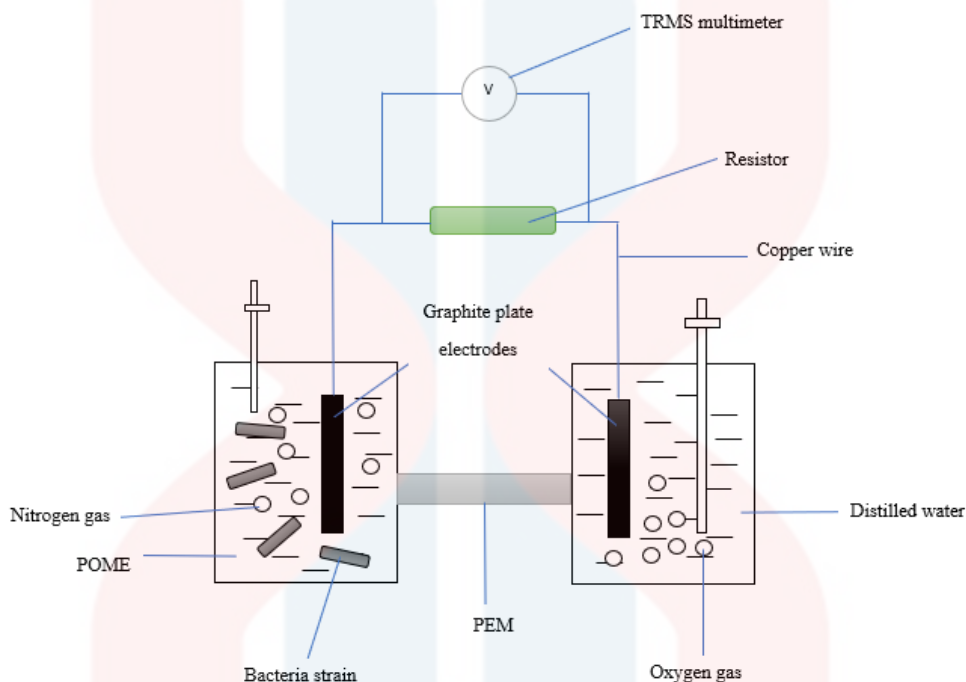 TRMS multimeter
V
Resistor
Copper wire
Graphite plate
electrodes
Nitrogen gas
Distilled water
POME
PEM
Bacteria strain
Oxygen gas